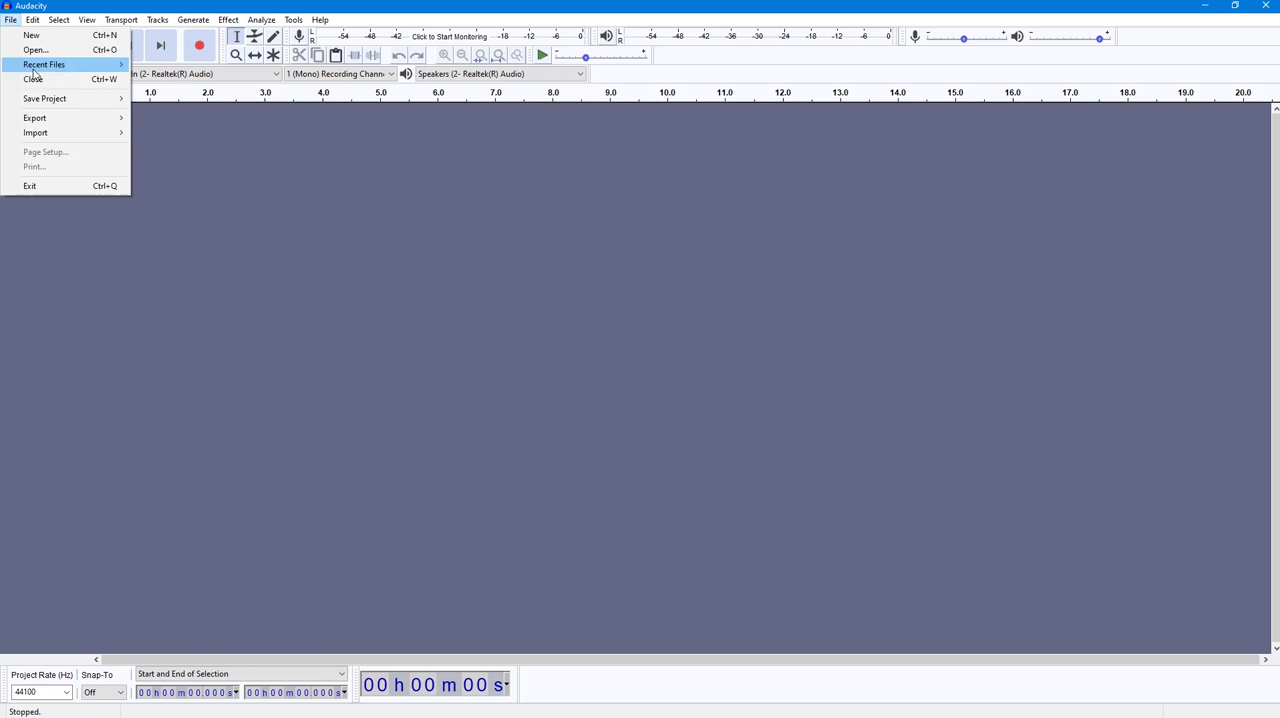 Audacity
File Edit Select View Transport Tracks Generate Effect Analyze Tools Help
New Ctrl+N
Open... Ctrl+O
Recent Files
Close Ctrl+W
Save Project
Export
Import
Page Setup...
Print...
Exit Ctrl+Q
L
R
-54 -48 -42 Click to Start Monitoring -18 -12 -6 0
L
R
-54 -48 -42 -36 -30 -24 -18 -12 -6 0
in (2- Realtek(R) Audio) 1 (Mono) Recording Chann Speakers (2- Realtek(R) Audio)
1.0 2.0 3.0 4.0 5.0 6.0 7.0 8.0 9.0 10.0 11.0 12.0 13.0 14.0 15.0 16.0 17.0 18.0 19.0 20.0
Project Rate (Hz) Snap-To Start and End of Selection
44100 Off 00 h 00 m 00.000 s 00 h 00 m 00.000 s
00 h 00 m 00 s
Stopped.